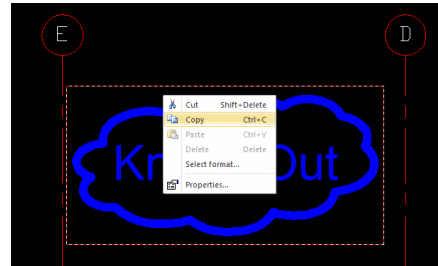 E D
Cut Shift+Delete
Copy Ctrl+C
Paste Ctrl+V
Delete Delete
Select format...
Properties...
Out